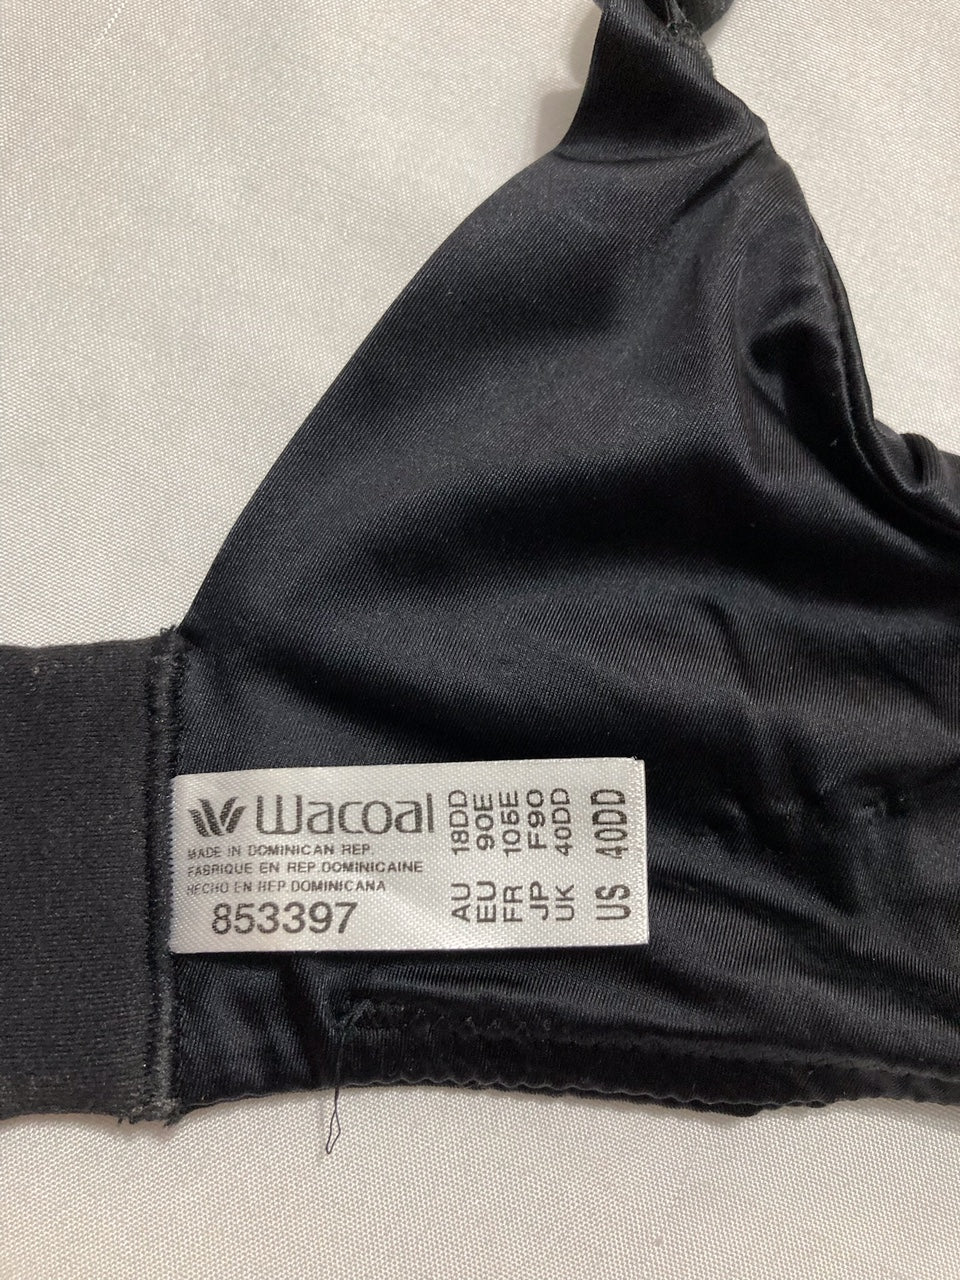 Wacoal
MADE IN DOMINICAN REP.
FABRIQUE EN REP.DOMINICAINE
HECHO EN REP.DOMINICANA
853397
AU 18DD
EU 90E
FR 105E
JP F90
UK 40DD
US 40DD